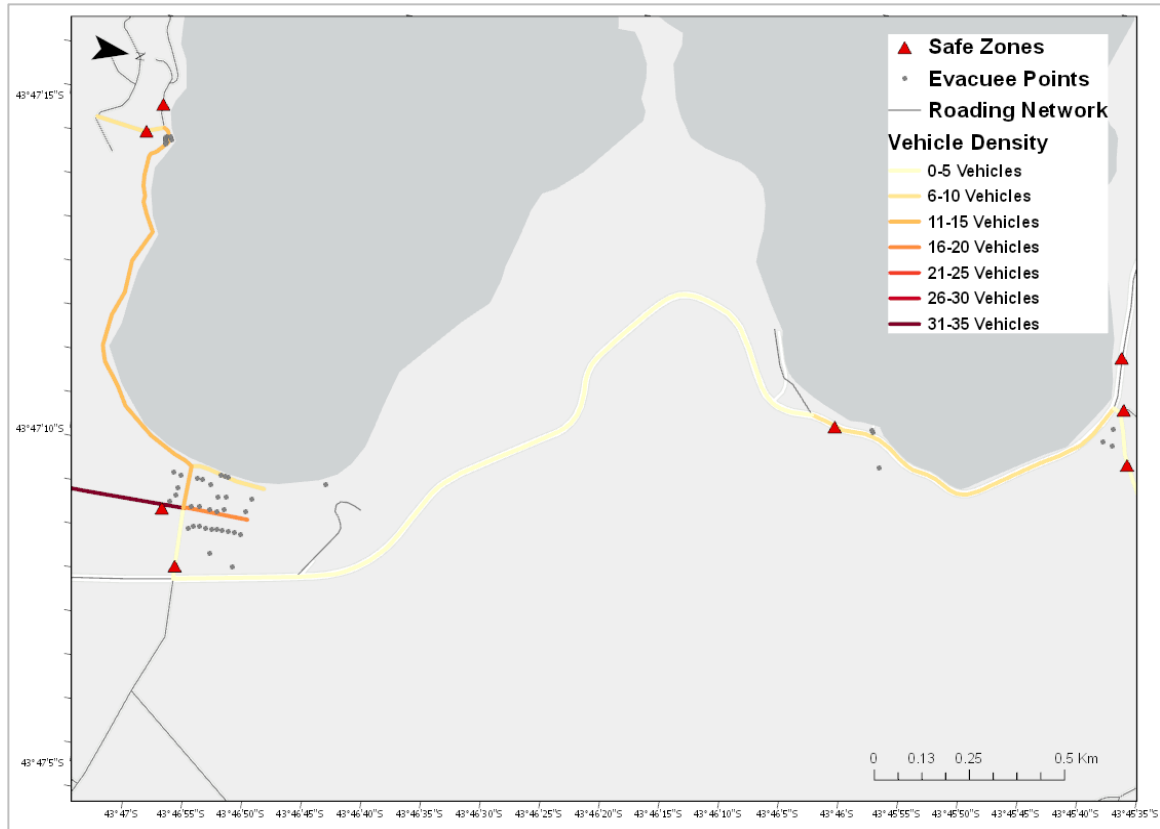 Safe Zones
Evacuee Points
Roading Network
Vehicle Density
0-5 Vehicles
6-10 Vehicles
11-15 Vehicles
16-20 Vehicles
21-25 Vehicles
26-30 Vehicles
31-35 Vehicles
N
43°47'15"S
43°47'10"S
43°47'5"S
0 0.13 0.25 0.5 Km
43°47'S 43°46'55"S 43°46'50"S 43°46'45"S 43°46'40"S 43°46'30"S 43°46'25"S 43°46'20"S 43°46'15"S 43°46'10"S 43°46'5"S 43°46'S 43°45'55"S 43°45'50"S 43°45'45"S 43°45'40"S 43°45'35"S